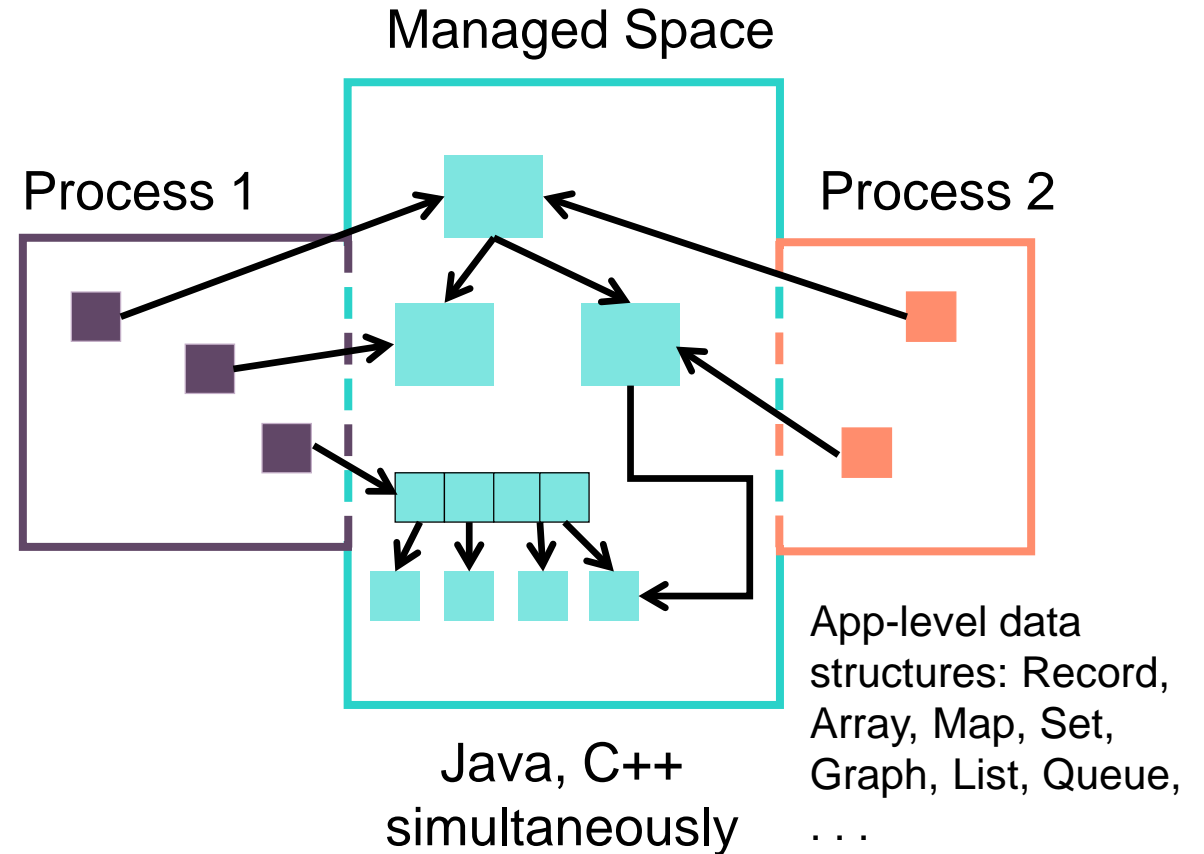 Managed Space
Process 1
Process 2
Java, C++
simultaneously
App-level data
structures: Record,
Array, Map, Set,
Graph, List, Queue,
. . .